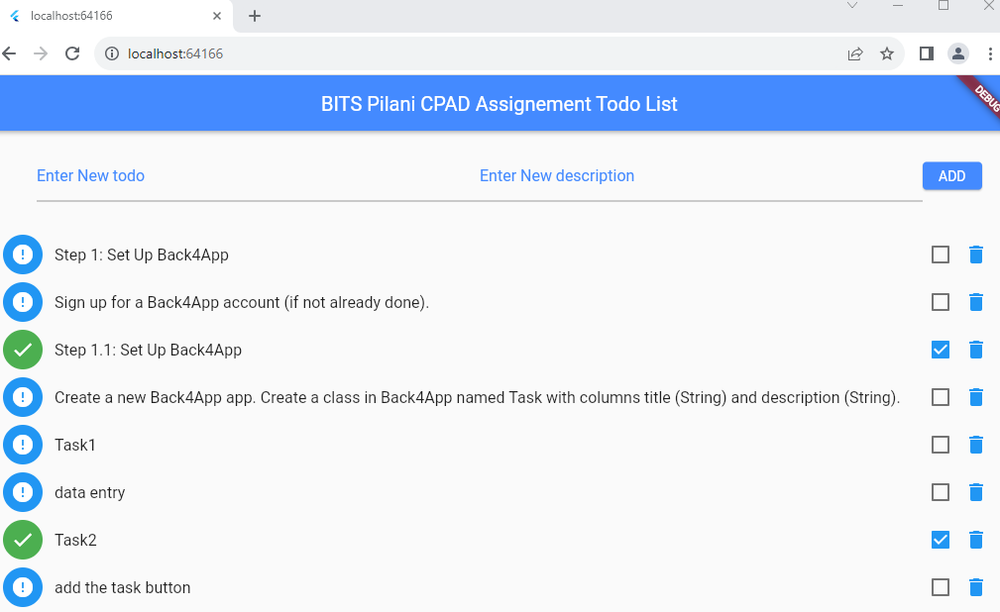 localhost:64166
localhost:64166
BITS Pilani CPAD Assignement Todo List
DEBUG
Enter New todo Enter New description ADD
Step 1: Set Up Back4App
Sign up for a Back4App account (if not already done).
Step 1.1: Set Up Back4App
Create a new Back4App app. Create a class in Back4App named Task with columns title (String) and description (String).
Task1
data entry
Task2
add the task button